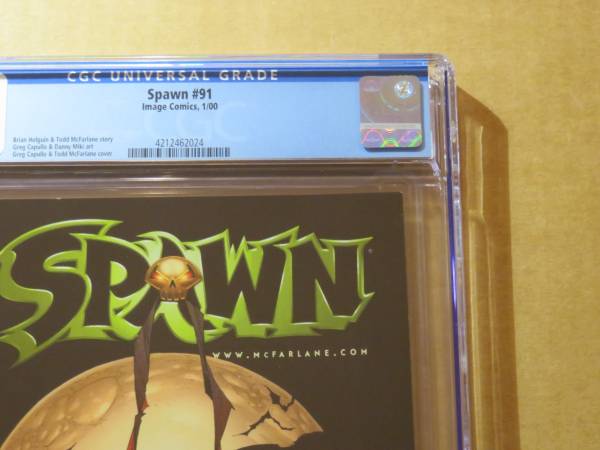 CGC UNIVERSAL GRADE
Spawn #91
Image Comics, 1/00
Brian Holguin & Todd McFarlane story
Greg Capullo & Danny Miki art
Greg Capullo & Todd McFarlane cover
4212462024
SPAWN
WWW.MCFARLANE.COM